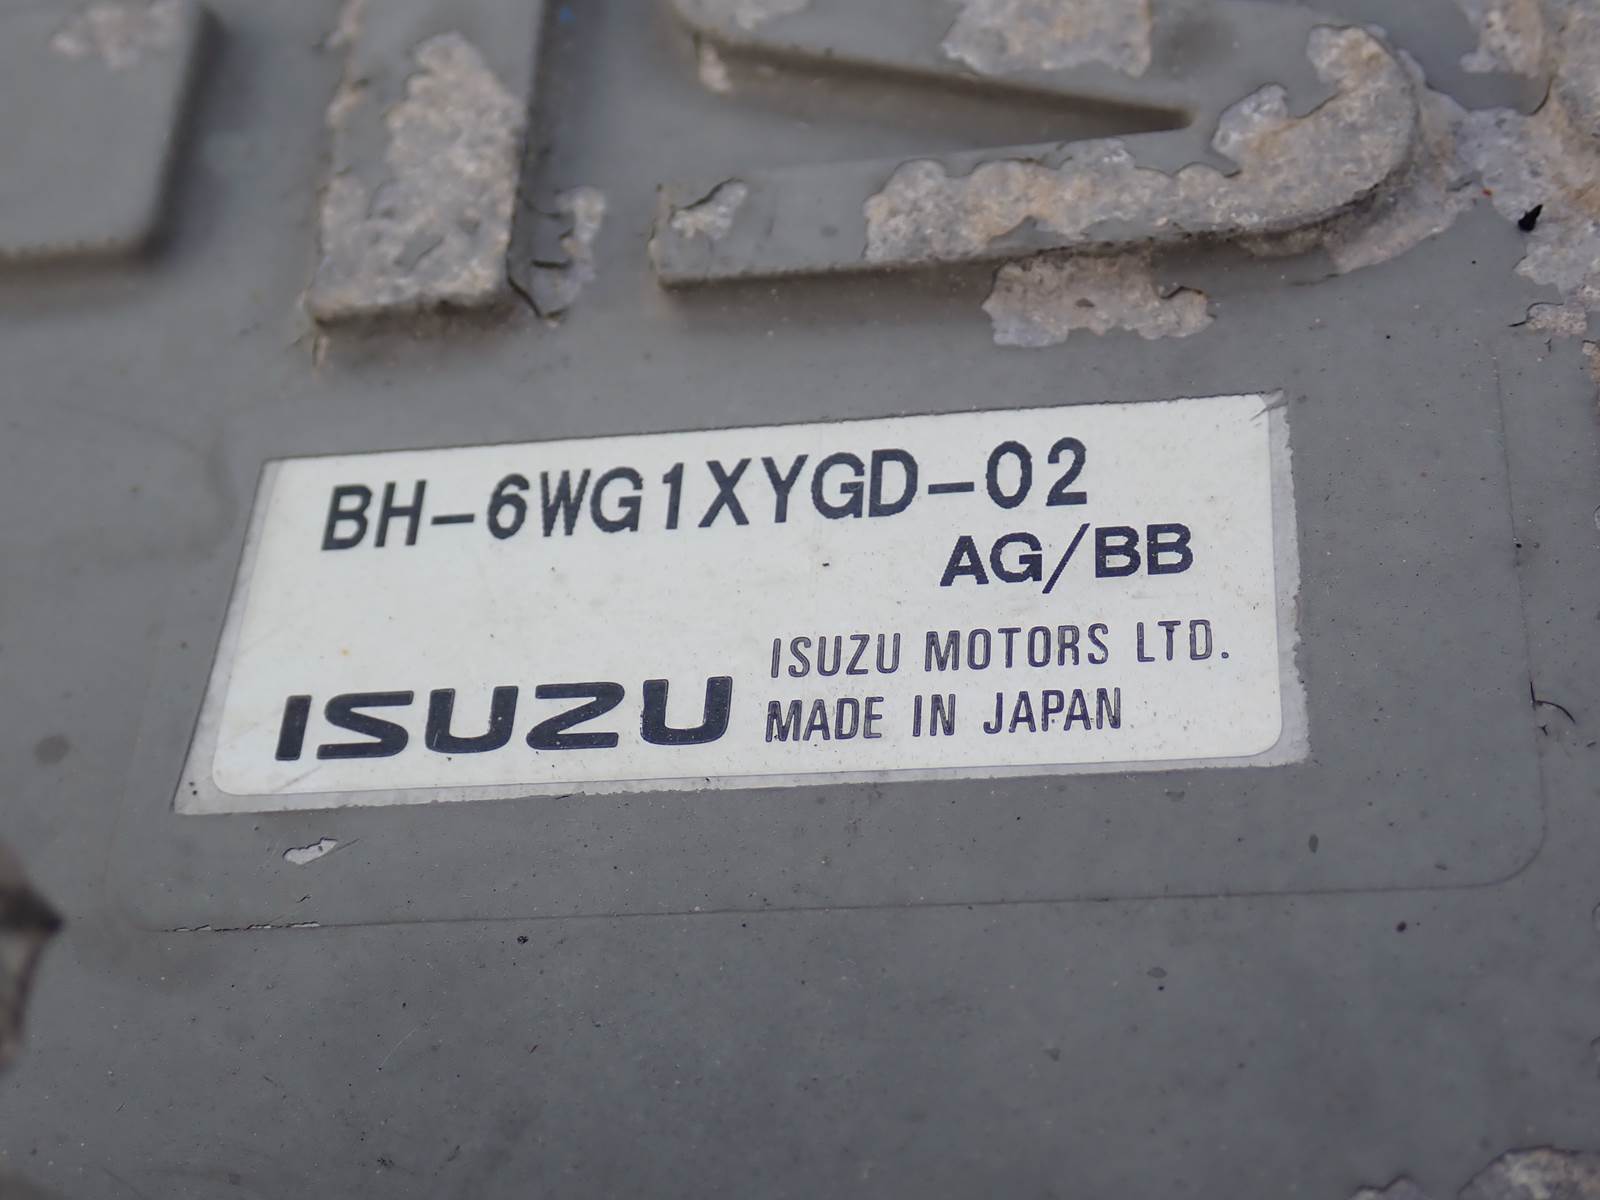 BH-6WG1XYGD-02
AG/BB
ISUZU MOTORS LTD.
ISUZU MADE IN JAPAN